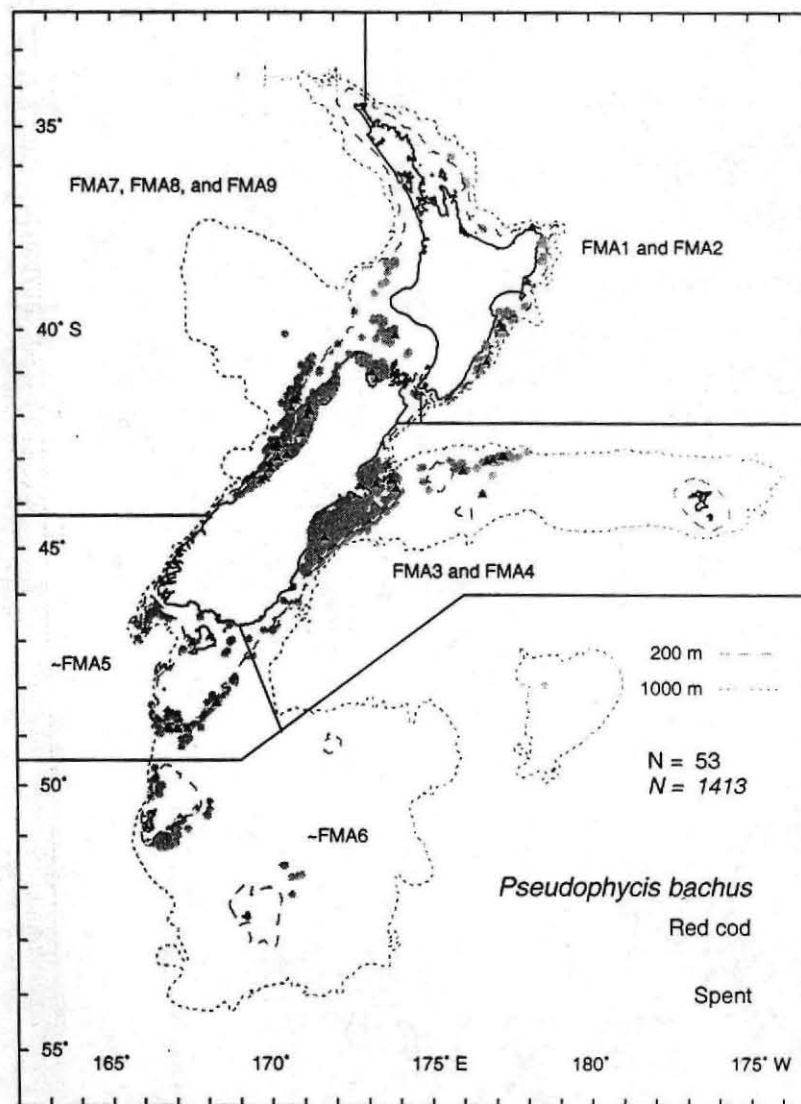 35°
FMA7, FMA8, and FMA9
FMA1 and FMA2
40° S
45°
FMA3 and FMA4
~FMA5
200 m
1000 m
N = 53
N = 1413
50°
~FMA6
Pseudophycis bachus
Red cod
Spent
55°
165° 170° 175° E 180° 175° W